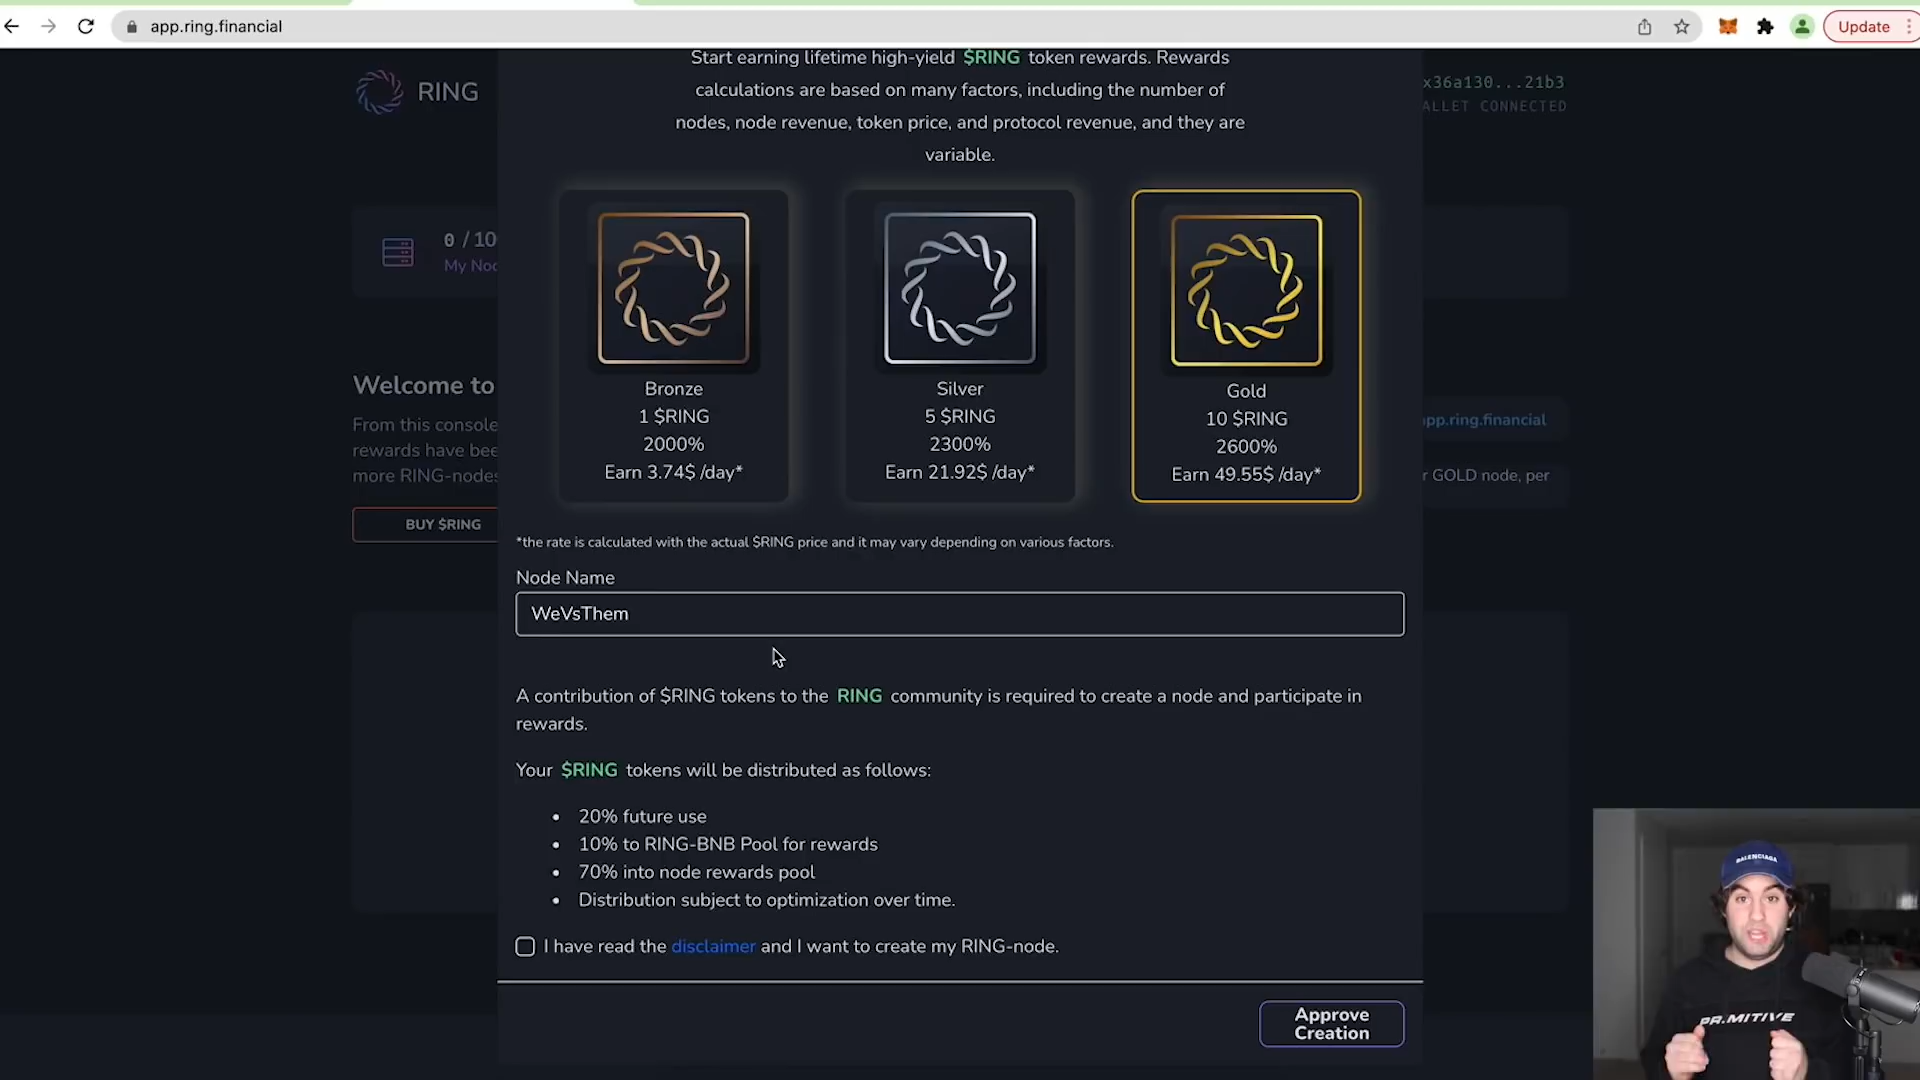 app.ring.financial
Update
Start earning lifetime high-yield $RING token rewards. Rewards
calculations are based on many factors, including the number of
nodes, node revenue, token price, and protocol revenue, and they are
variable.
RING
x36a130...21b3
ALLET CONNECTED
0 / 10
My Noc
Bronze
1 $RING
2000%
Earn 3.74$ /day*
Silver
5 $RING
2300%
Earn 21.92$ /day*
Gold
10 $RING
2600%
Earn 49.55$ /day*
Welcome to
From this console
rewards have bee
more RING-nodes
BUY $RING
app.ring.financial
r GOLD node, per
*the rate is calculated with the actual $RING price and it may vary depending on various factors.
Node Name
WeVsThem
A contribution of $RING tokens to the RING community is required to create a node and participate in
rewards.
Your $RING tokens will be distributed as follows:
• 20% future use
• 10% to RING-BNB Pool for rewards
• 70% into node rewards pool
• Distribution subject to optimization over time.
I have read the disclaimer and I want to create my RING-node.
Approve
Creation
BALENCIAGA
PR.MITIVE